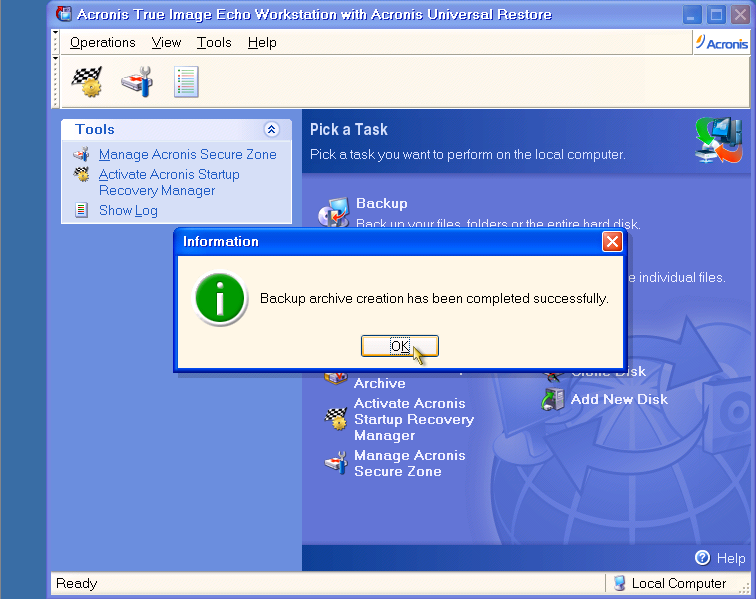 Acronis True Image Echo Workstation with Acronis Universal Restore
Operations View Tools Help
Acronis
Tools
Manage Acronis Secure Zone
Activate Acronis Startup
Recovery Manager
Show Log
Pick a Task
Pick a task you want to perform on the local computer.
Backup
Back up your files, folders or the entire hard disk.
Information
Backup archive creation has been completed successfully.
OK
e individual files.
Archive
Activate Acronis
Startup Recovery
Manager
Manage Acronis
Secure Zone
Clone Disk
Add New Disk
Help
Ready
Local Computer